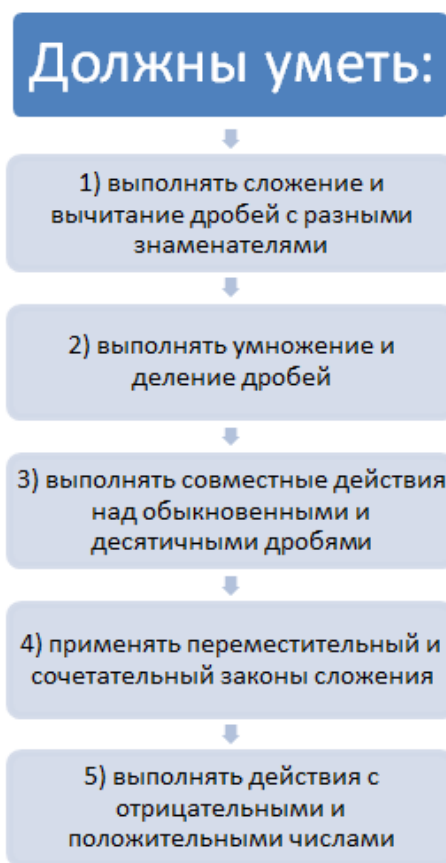 Должны уметь:
1) выполнять сложение и
вычитание дробей с разными
знаменателями
2) выполнять умножение и
деление дробей
3) выполнять совместные действия
над обыкновенными и
десятичными дробями
4) применять переместительный и
сочетательный законы сложения
5) выполнять действия с
отрицательными и
положительными числами